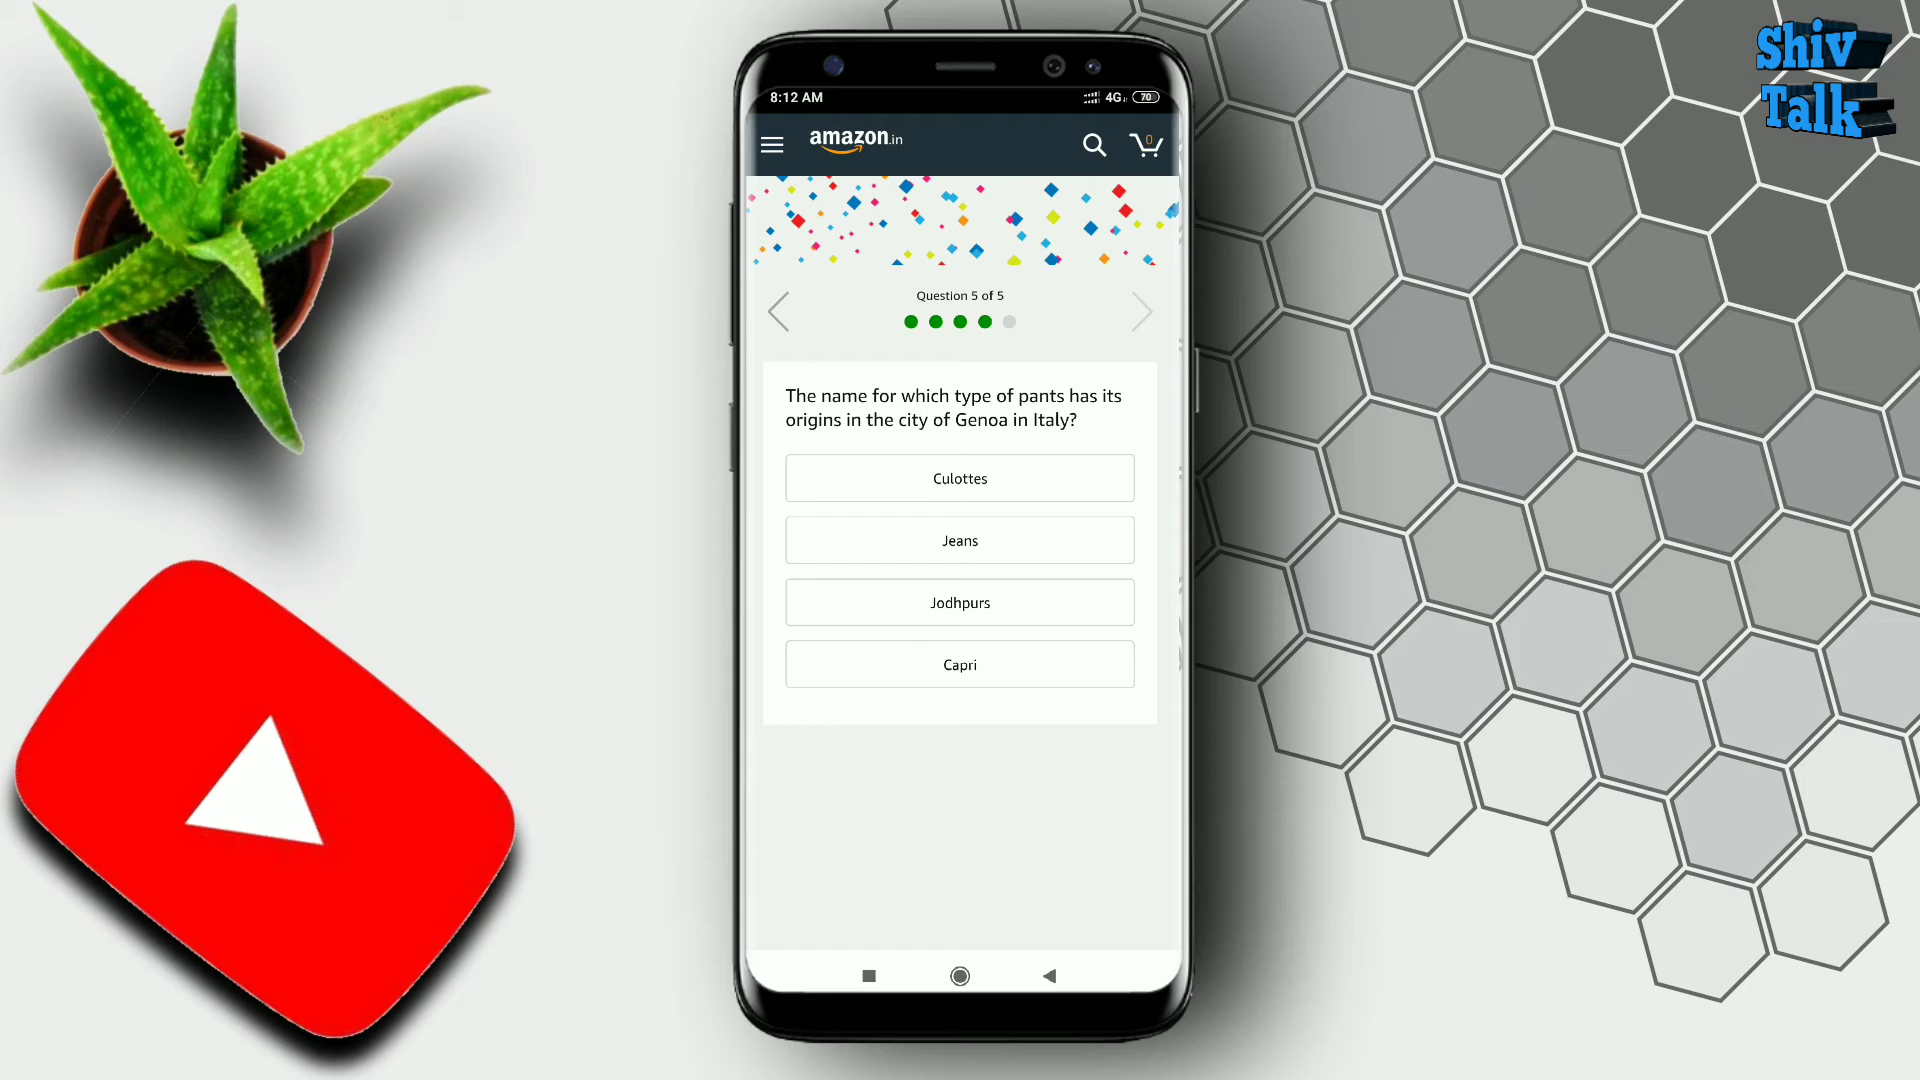 Shiv
Talk
8:12 AM
4G
70
amazon.in
0
Question 5 of 5
The name for which type of pants has its
origins in the city of Genoa in Italy?
Culottes
Jeans
Jodhpurs
Capri